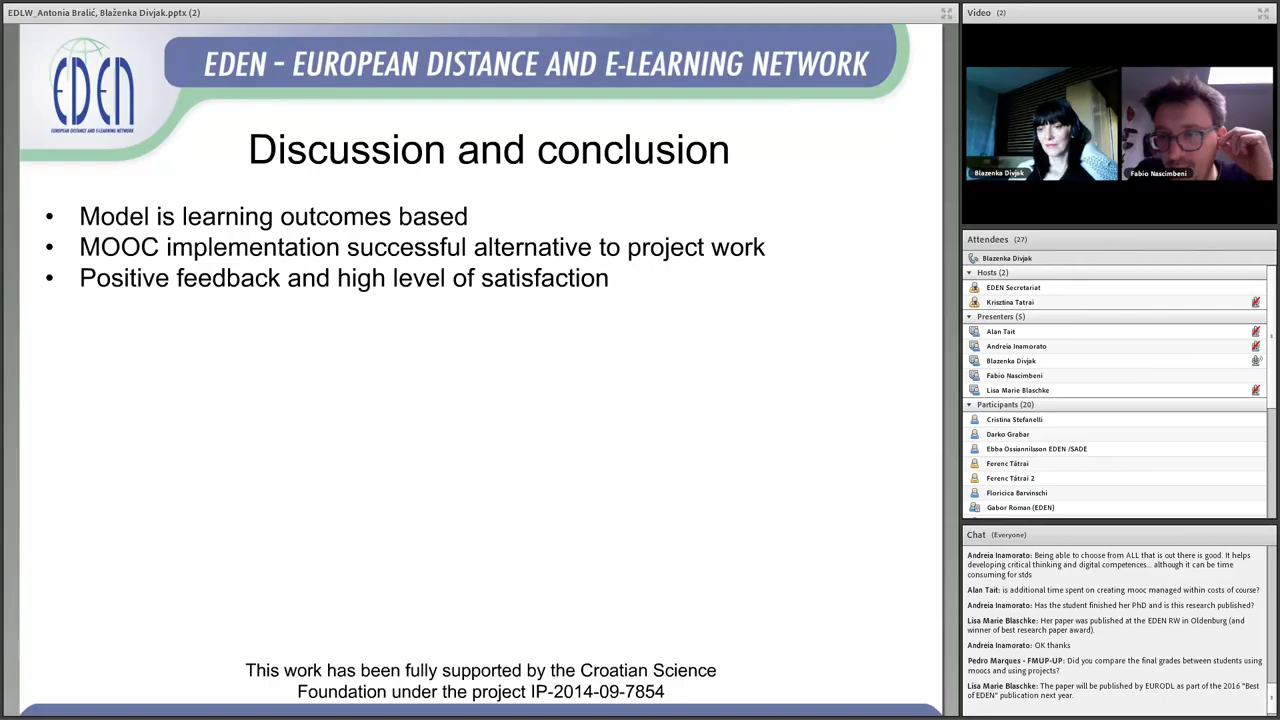 EDLW_Antonia Bralić, Blaženka Divjak.pptx (2)
EDEN
EUROPEAN DISTANCE AND E-LEARNING NETWORK
EDEN - EUROPEAN DISTANCE AND E-LEARNING NETWORK
Discussion and conclusion
• Model is learning outcomes based
• MOOC implementation successful alternative to project work
• Positive feedback and high level of satisfaction
This work has been fully supported by the Croatian Science
Foundation under the project IP-2014-09-7854
Video (2)
Blazenka Divjak
Fabio Nascimbeni
Attendees (27)
Blazenka Divjak
Hosts (2)
EDEN Secretariat
Krisztina Tatrai
Presenters (5)
Alan Tait
Andreia Inamorato
Blazenka Divjak
Fabio Nascimbeni
Lisa Marie Blaschke
Participants (20)
Cristina Stefanelli
Darko Grabar
Ebba Ossiannilsson EDEN /SADE
Ferenc Tátrai
Ferenc Tátrai 2
Floricica Barvinschi
Gabor Roman (EDEN)
Chat (Everyone)
Andreia Inamorato: Being able to choose from ALL that is out there is good. It helps
developing critical thinking and digital competences... although it can be time
consuming for stds
Alan Tait: is additional time spent on creating mooc managed within costs of course?
Andreia Inamorato: Has the student finished her PhD and is this research published?
Lisa Marie Blaschke: Her paper was published at the EDEN RW in Oldenburg (and
winner of best research paper award).
Andreia Inamorato: OK thanks
Pedro Marques - FMUP-UP: Did you compare the final grades between students using
moocs and using projects?
Lisa Marie Blaschke: The paper will be published by EURODL as part of the 2016 "Best
of EDEN" publication next year.